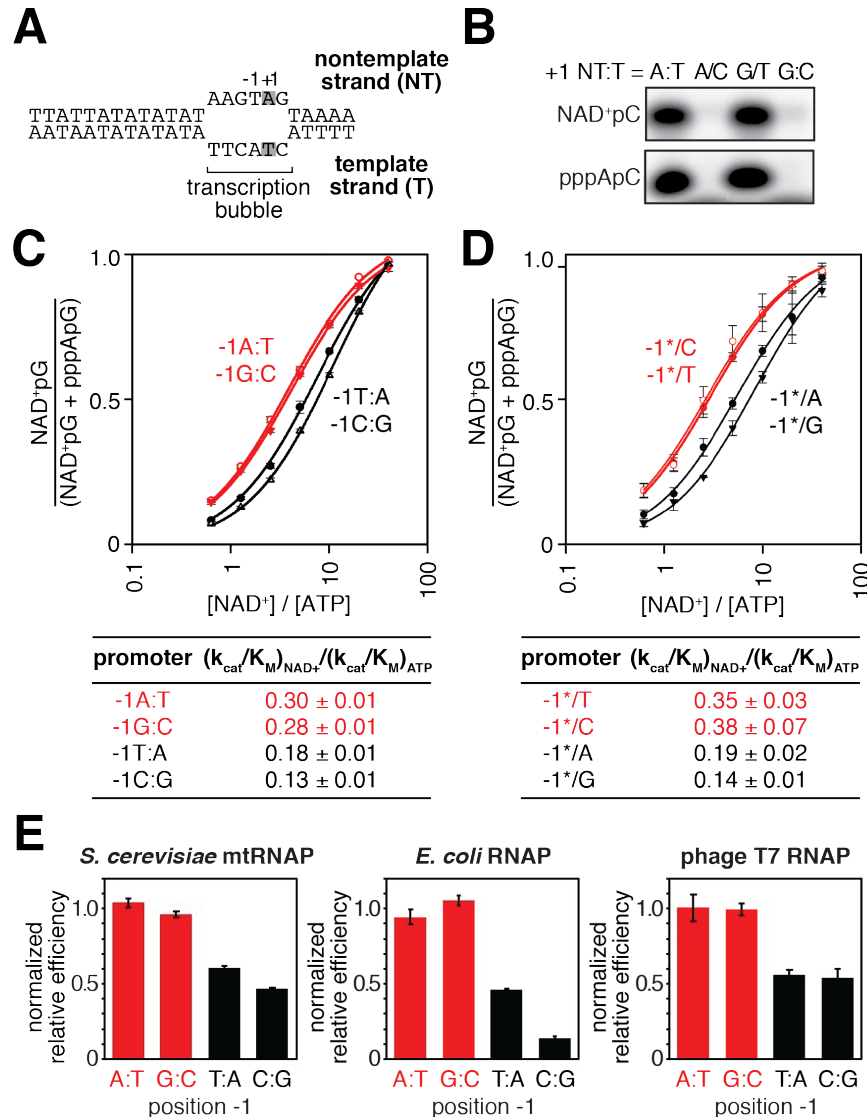 A
nontemplate
strand (NT)
-1 +1
AAGTAG
TTATTATATATAT TAAAA
AATAATATATATA ATTTT
TTCATC
template
strand (T)
transcription
bubble
B
+1 NT:T = A:T A/C G/T G:C
NAD+pC
pppApC
C
NAD+pG
(NAD+pG + pppApG)
1.0
0.5
0
-1A:T
-1G:C
-1T:A
-1C:G
0.1 1 10 100
[NAD+] / [ATP]
promoter (kcat/KM)NAD+/(kcat/KM)ATP
-1A:T 0.30 ± 0.01
-1G:C 0.28 ± 0.01
-1T:A 0.18 ± 0.01
-1C:G 0.13 ± 0.01
D
NAD+pG
(NAD+pG + pppApG)
1.0
0.5
0
-1*/C
-1*/T
-1*/A
-1*/G
0.1 1 10 100
[NAD+] / [ATP]
promoter (kcat/KM)NAD+/(kcat/KM)ATP
-1*/T 0.35 ± 0.03
-1*/C 0.38 ± 0.07
-1*/A 0.19 ± 0.02
-1*/G 0.14 ± 0.01
E
S. cerevisiae mtRNAP
normalized
relative efficiency
1.0
0.5
0
A:T G:C T:A C:G
position -1
E. coli RNAP
normalized
relative efficiency
1.0
0.5
0
A:T G:C T:A C:G
position -1
phage T7 RNAP
normalized
relative efficiency
1.0
0.5
0
A:T G:C T:A C:G
position -1